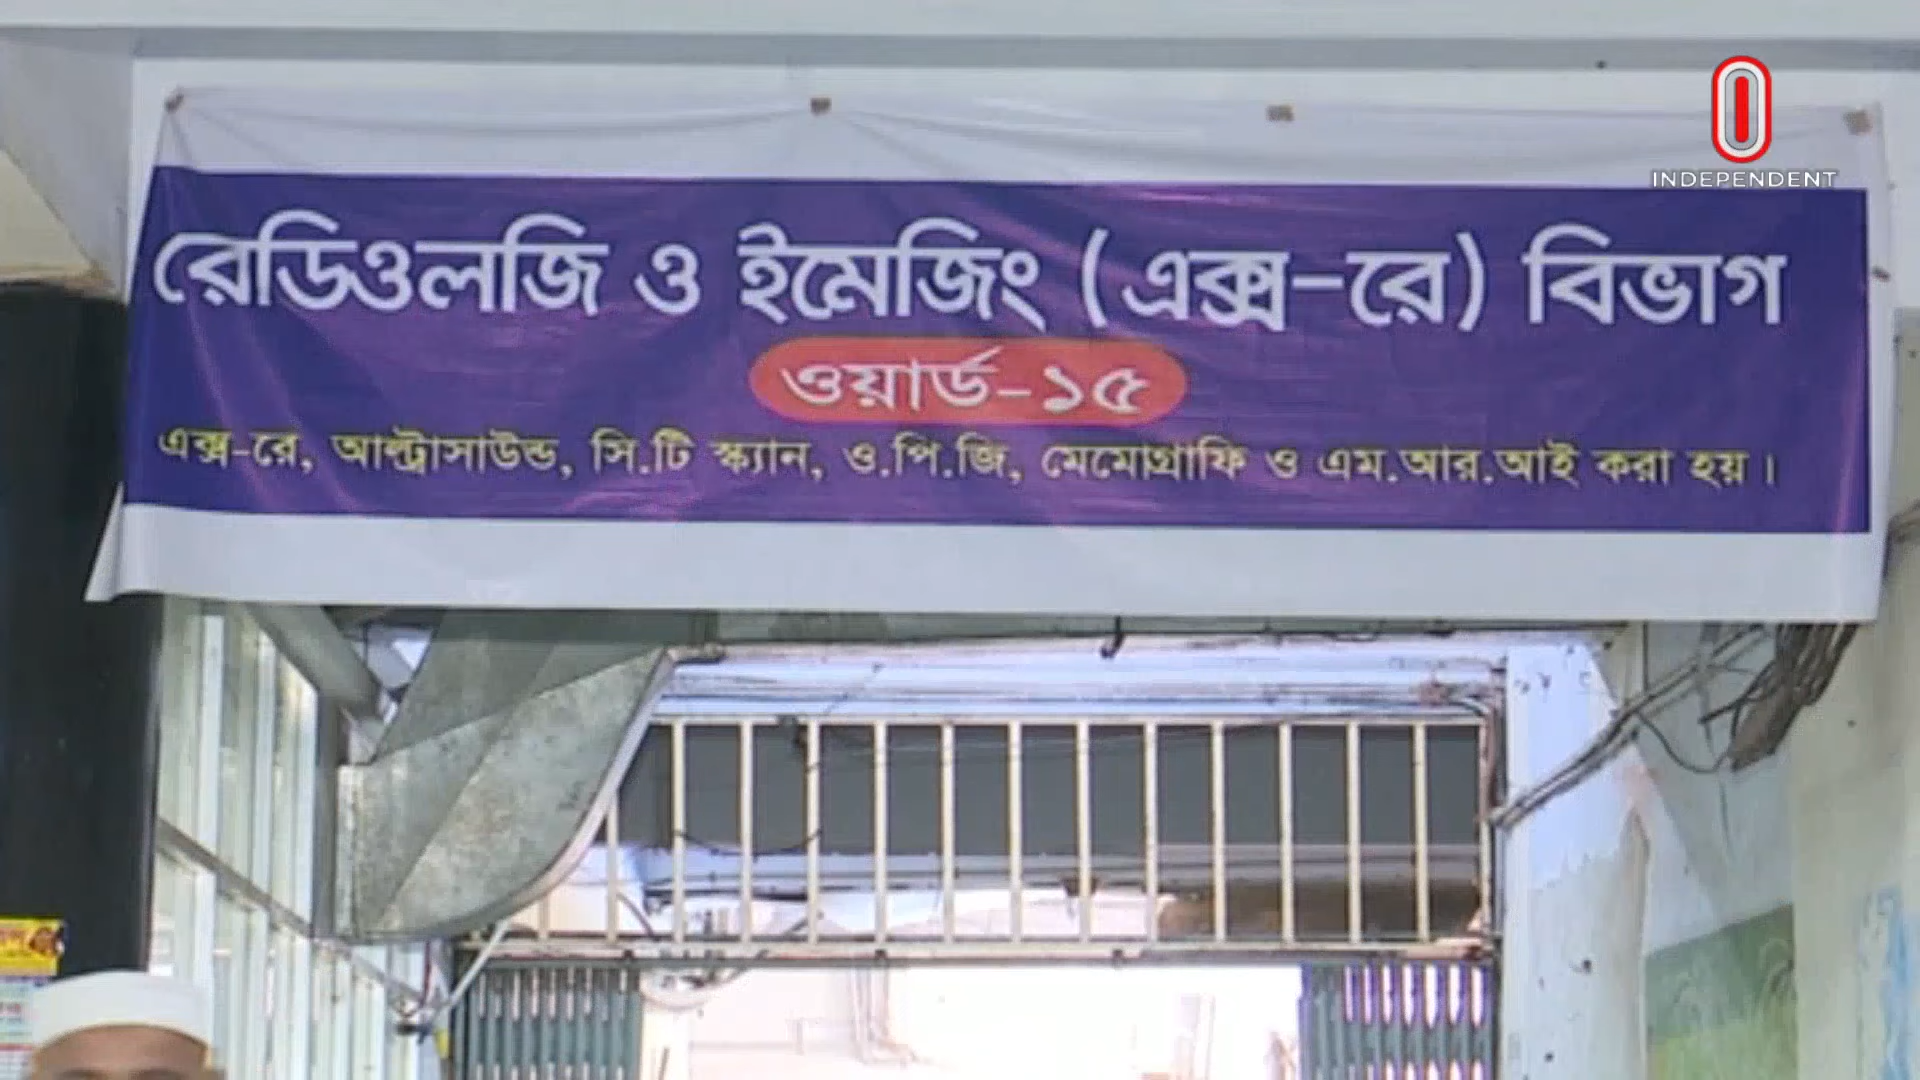 INDEPENDENT
রেডিওলজি ও ইমেজিং (এক্স-রে) বিভাগ
ওয়ার্ড-১৫
এক্স-রে, আল্ট্রাসাউন্ড, সি.টি স্ক্যান, ও.পি.জি, মেমোগ্রাফি ও এম.আর.আই করা হয়।